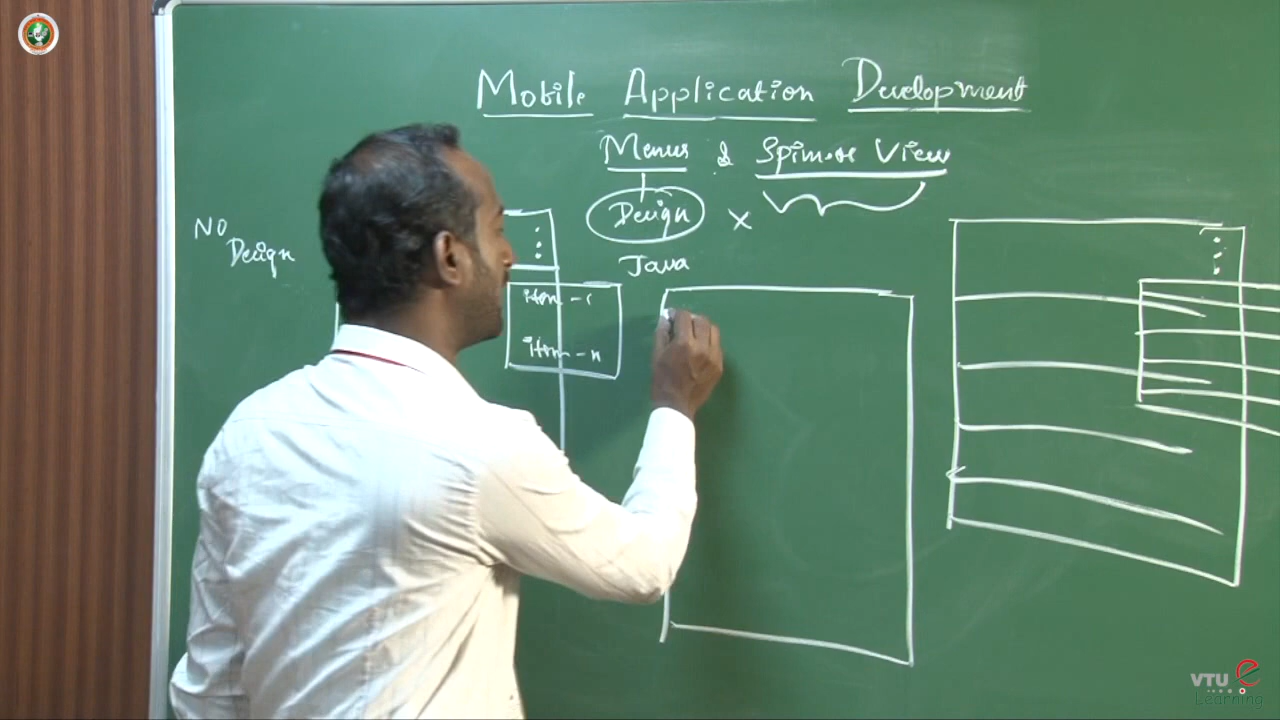 Mobile Application Development
Menus & Spinner View
Design x
Java
NO
Design
item - 1
item - n
VTU e
Learning